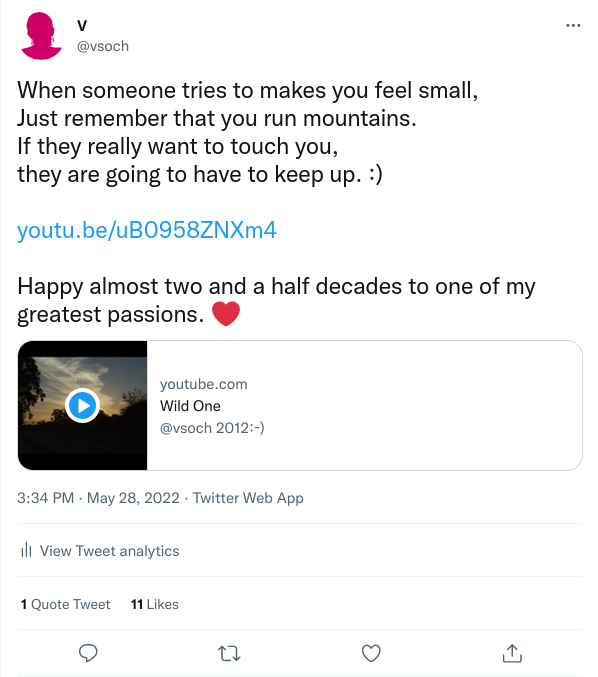 v
@vsoch
When someone tries to makes you feel small,
Just remember that you run mountains.
If they really want to touch you,
they are going to have to keep up. :)
youtu.be/uB0958ZNXm4
Happy almost two and a half decades to one of my
greatest passions. ❤️
youtube.com
Wild One
@vsoch 2012:-)
3:34 PM · May 28, 2022 · Twitter Web App
View Tweet analytics
1 Quote Tweet 11 Likes